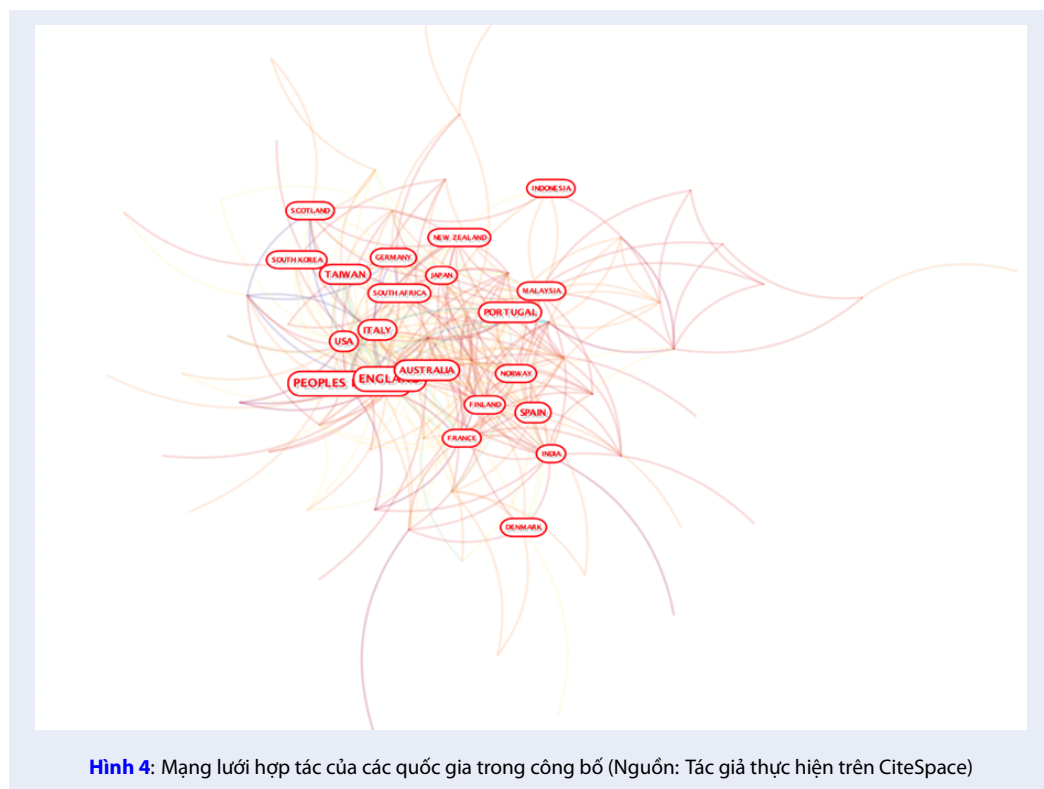 INDONESIA
SCOTLAND
NEW ZEALAND
SOUTH KOREA
GERMANY
TAIWAN
JAPAN
SOUTH AFRICA
MALAYSIA
PORTUGAL
ITALY
USA
AUSTRALIA
PEOPLES
NORWAY
FINLAND
SPAIN
FRANCE
INDIA
DENMARK
Hình 4: Mạng lưới hợp tác của các quốc gia trong công bố (Nguồn: Tác giả thực hiện trên CiteSpace)